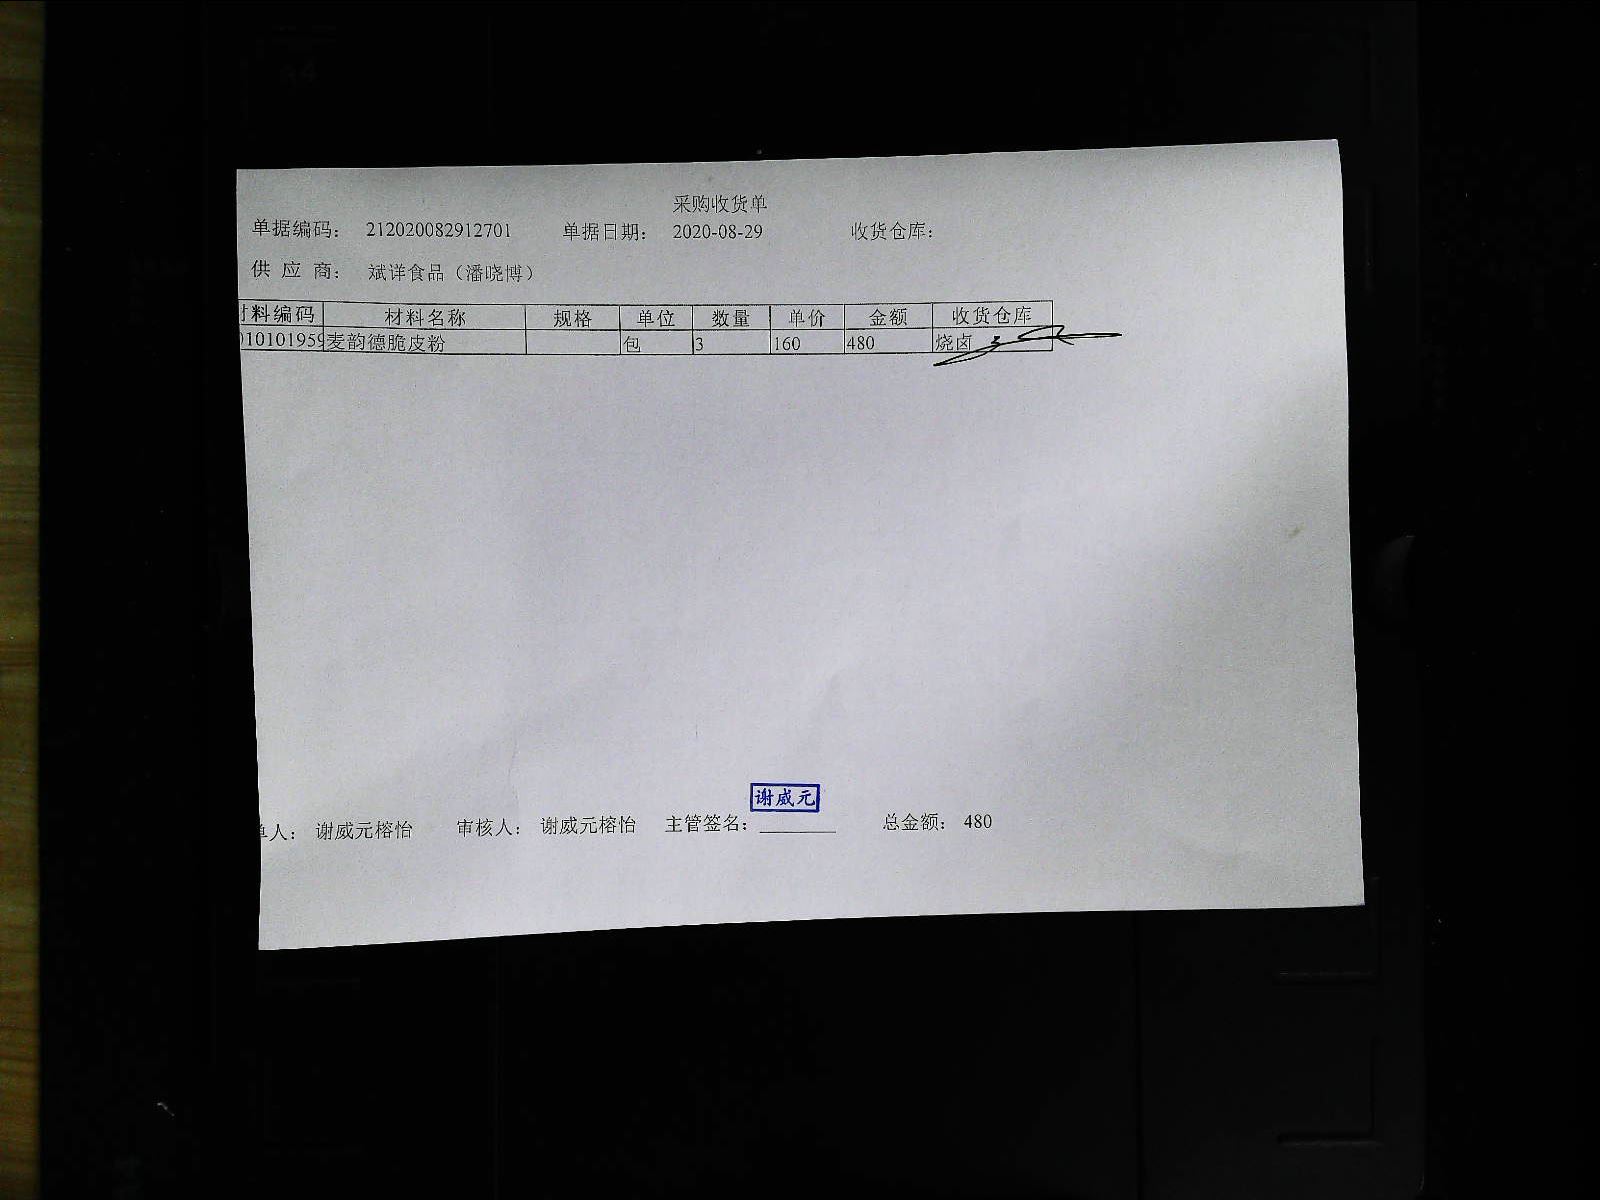 采购收货单
单据编码： 212020082912701 单据日期： 2020-08-29 收货仓库：
供 应 商： 斌详食品（潘晓博）
材料编码 材料名称 规格 单位 数量 单价 金额 收货仓库
010101959 麦韵德脆皮粉 包 3 160 480 烧卤
谢威元
单人： 谢威元榕怡 审核人： 谢威元榕怡 主管签名： 总金额： 480